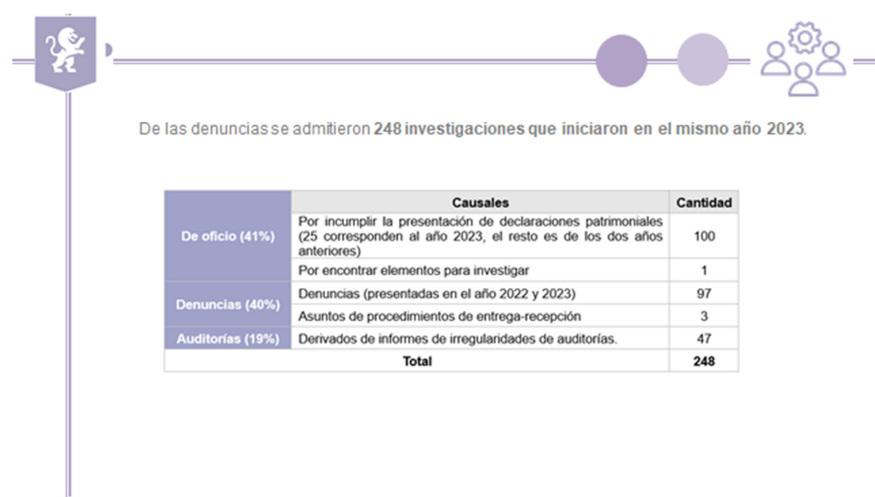 De las denuncias se admitieron 248 investigaciones que iniciaron en el mismo año 2023.
Causales
Cantidad
De oficio (41%)
Por incumplir la presentación de declaraciones patrimoniales
(25 corresponden al año 2023, el resto es de los dos años
anteriores)
100
Por encontrar elementos para investigar
1
Denuncias (40%)
Denuncias (presentadas en el año 2022 y 2023)
97
Asuntos de procedimientos de entrega-recepción
3
Auditorías (19%)
Derivados de informes de irregularidades de auditorías.
47
Total
248